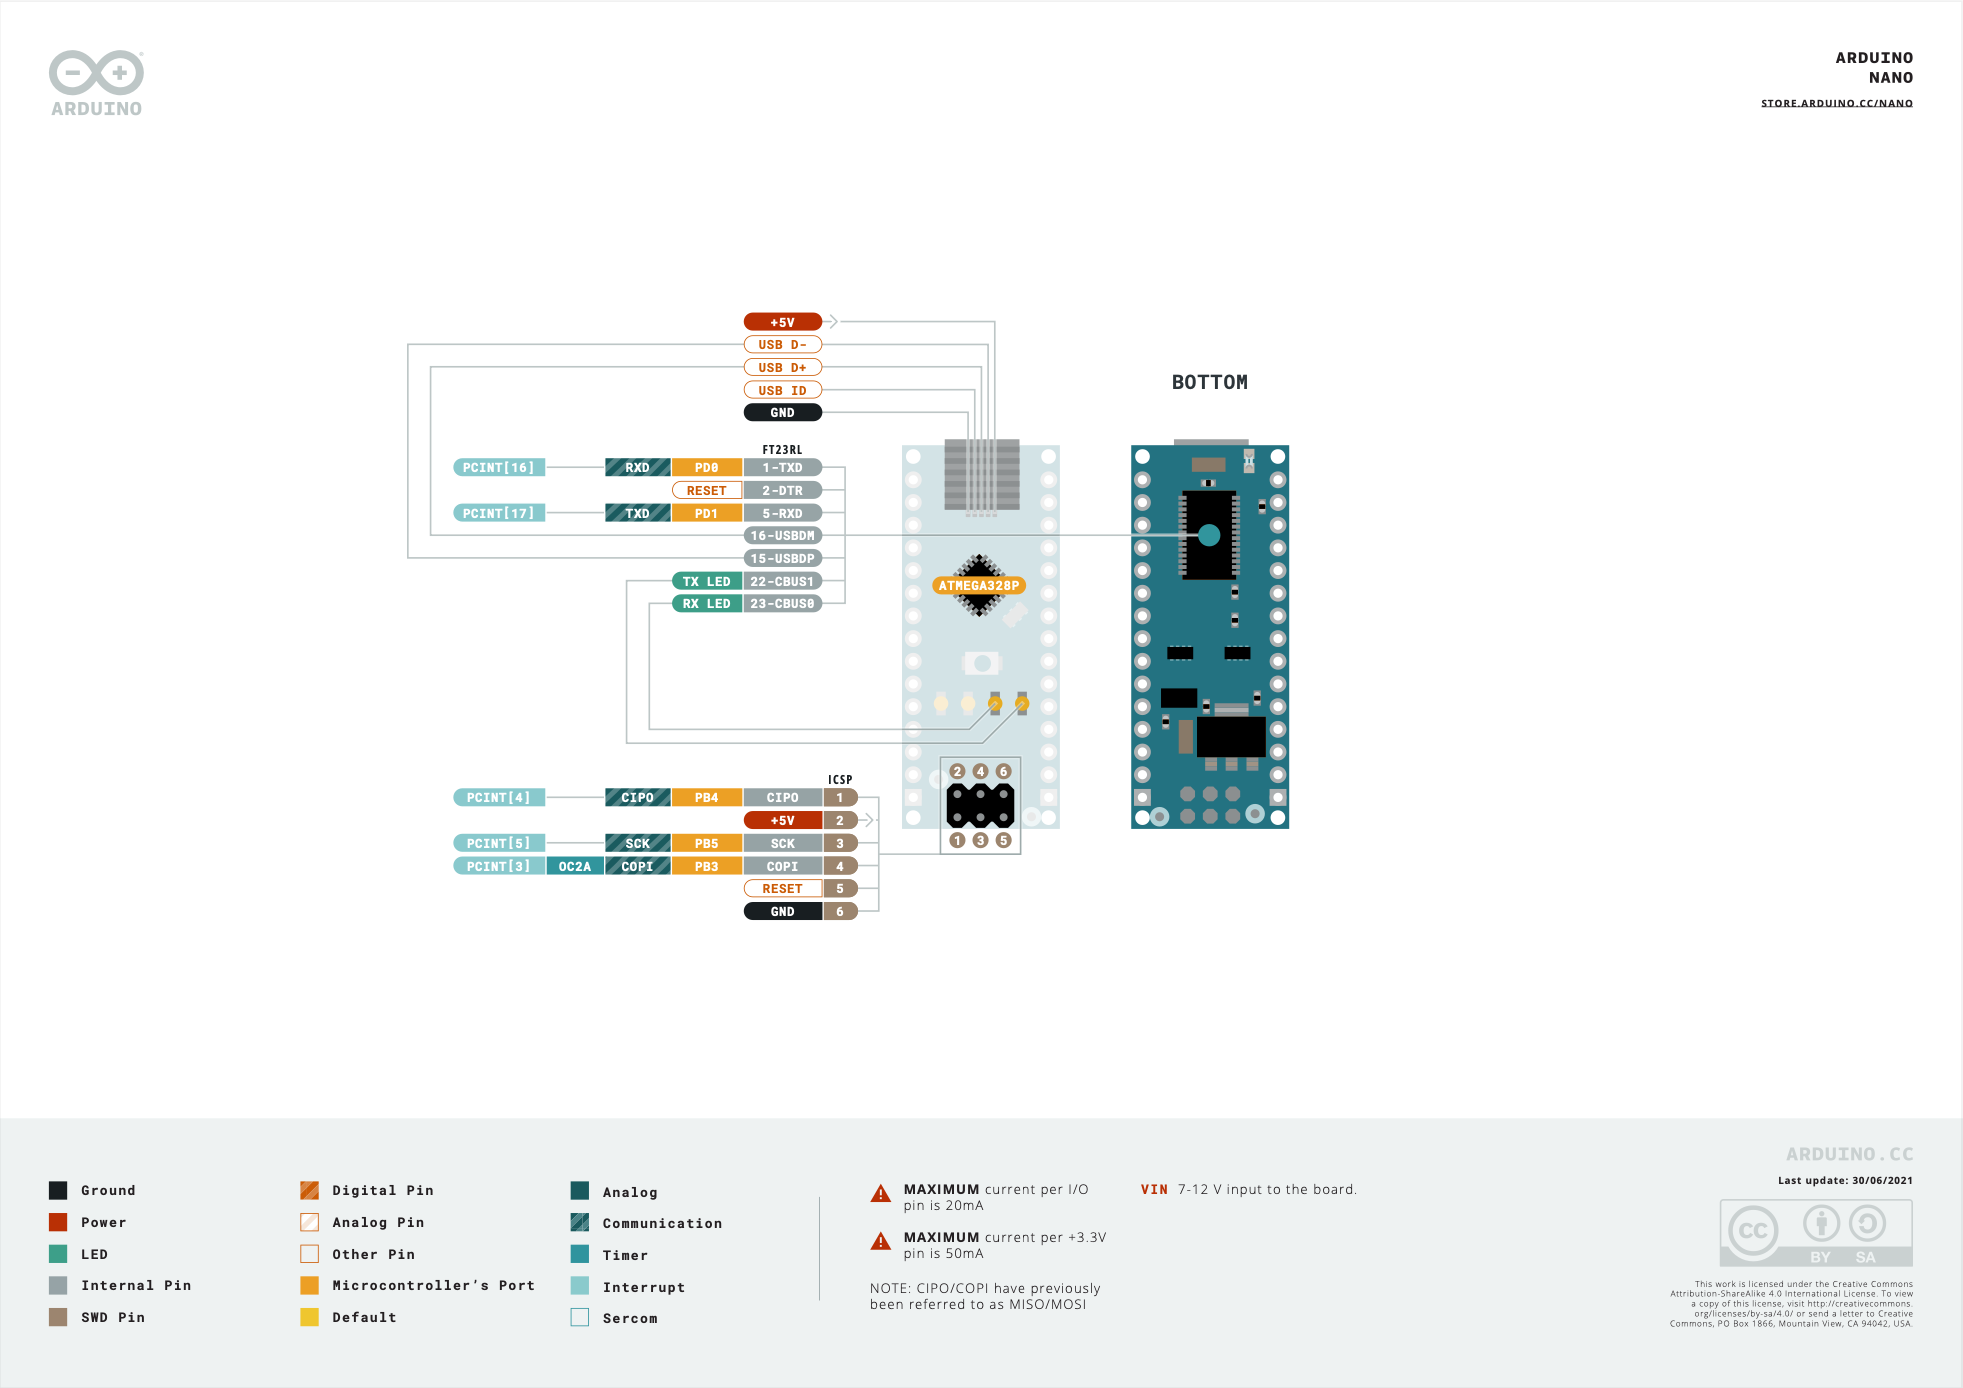 ARDUINO
ARDUINO
NANO
STORE.ARDUINO.CC/NANO
+5V
USB D-
USB D+
USB ID
GND
BOTTOM
FT23RL
PCINT[16] RXD PD0 1-TXD
RESET 2-DTR
PCINT[17] TXD PD1 5-RXD
16-USBDM
15-USBDP
TX LED 22-CBUS1
RX LED 23-CBUS0
ATMEGA328P
2 4 6
1 3 5
ICSP
PCINT[4] CIPO PB4 CIPO 1
+5V 2
PCINT[5] SCK PB5 SCK 3
PCINT[3] OC2A COPI PB3 COPI 4
RESET 5
GND 6
Ground
Power
LED
Internal Pin
SWD Pin
Digital Pin
Analog Pin
Other Pin
Microcontroller's Port
Default
Analog
Communication
Timer
Interrupt
Sercom
MAXIMUM current per I/O
pin is 20mA
MAXIMUM current per +3.3V
pin is 50mA
NOTE: CIPO/COPI have previously
been referred to as MISO/MOSI
VIN 7-12 V input to the board.
ARDUINO.CC
Last update: 30/06/2021
cc
BY SA
This work is licensed under the Creative Commons
Attribution-ShareAlike 4.0 International License. To view
a copy of this license, visit http://creativecommons.
org/licenses/by-sa/4.0/ or send a letter to Creative
Commons, PO Box 1866, Mountain View, CA 94042, USA.